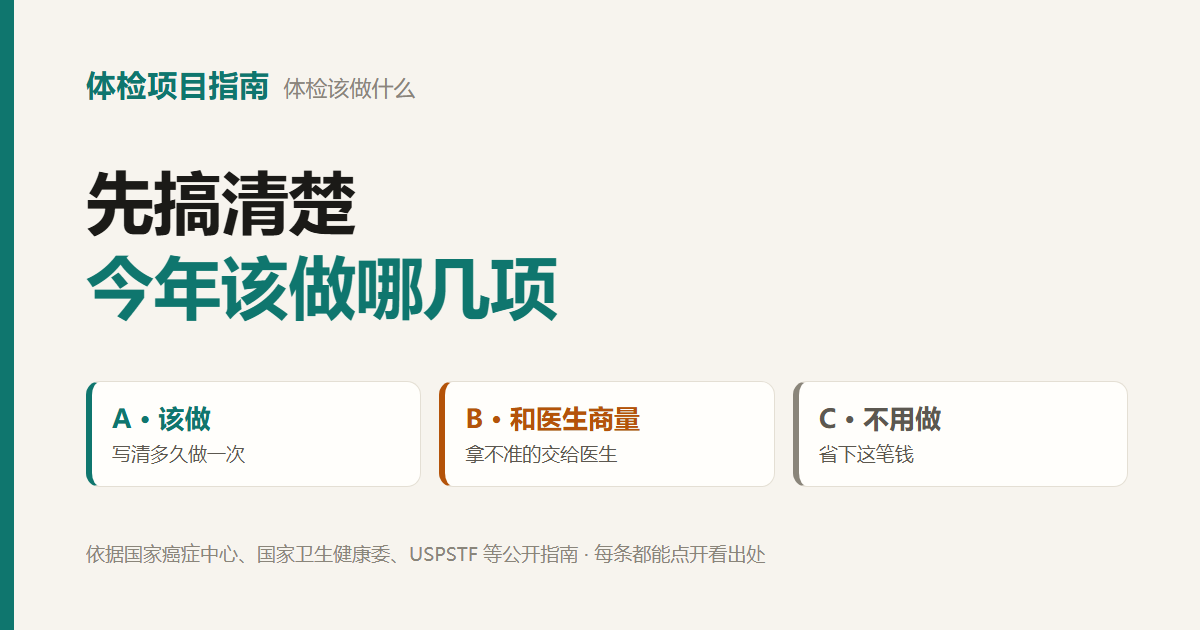 体检项目指南 体检该做什么
先搞清楚
今年该做哪几项
A · 该做
写清多久做一次
B · 和医生商量
拿不准的交给医生
C · 不用做
省下这笔钱
依据国家癌症中心、国家卫生健康委、USPSTF 等公开指南 · 每条都能点开看出处